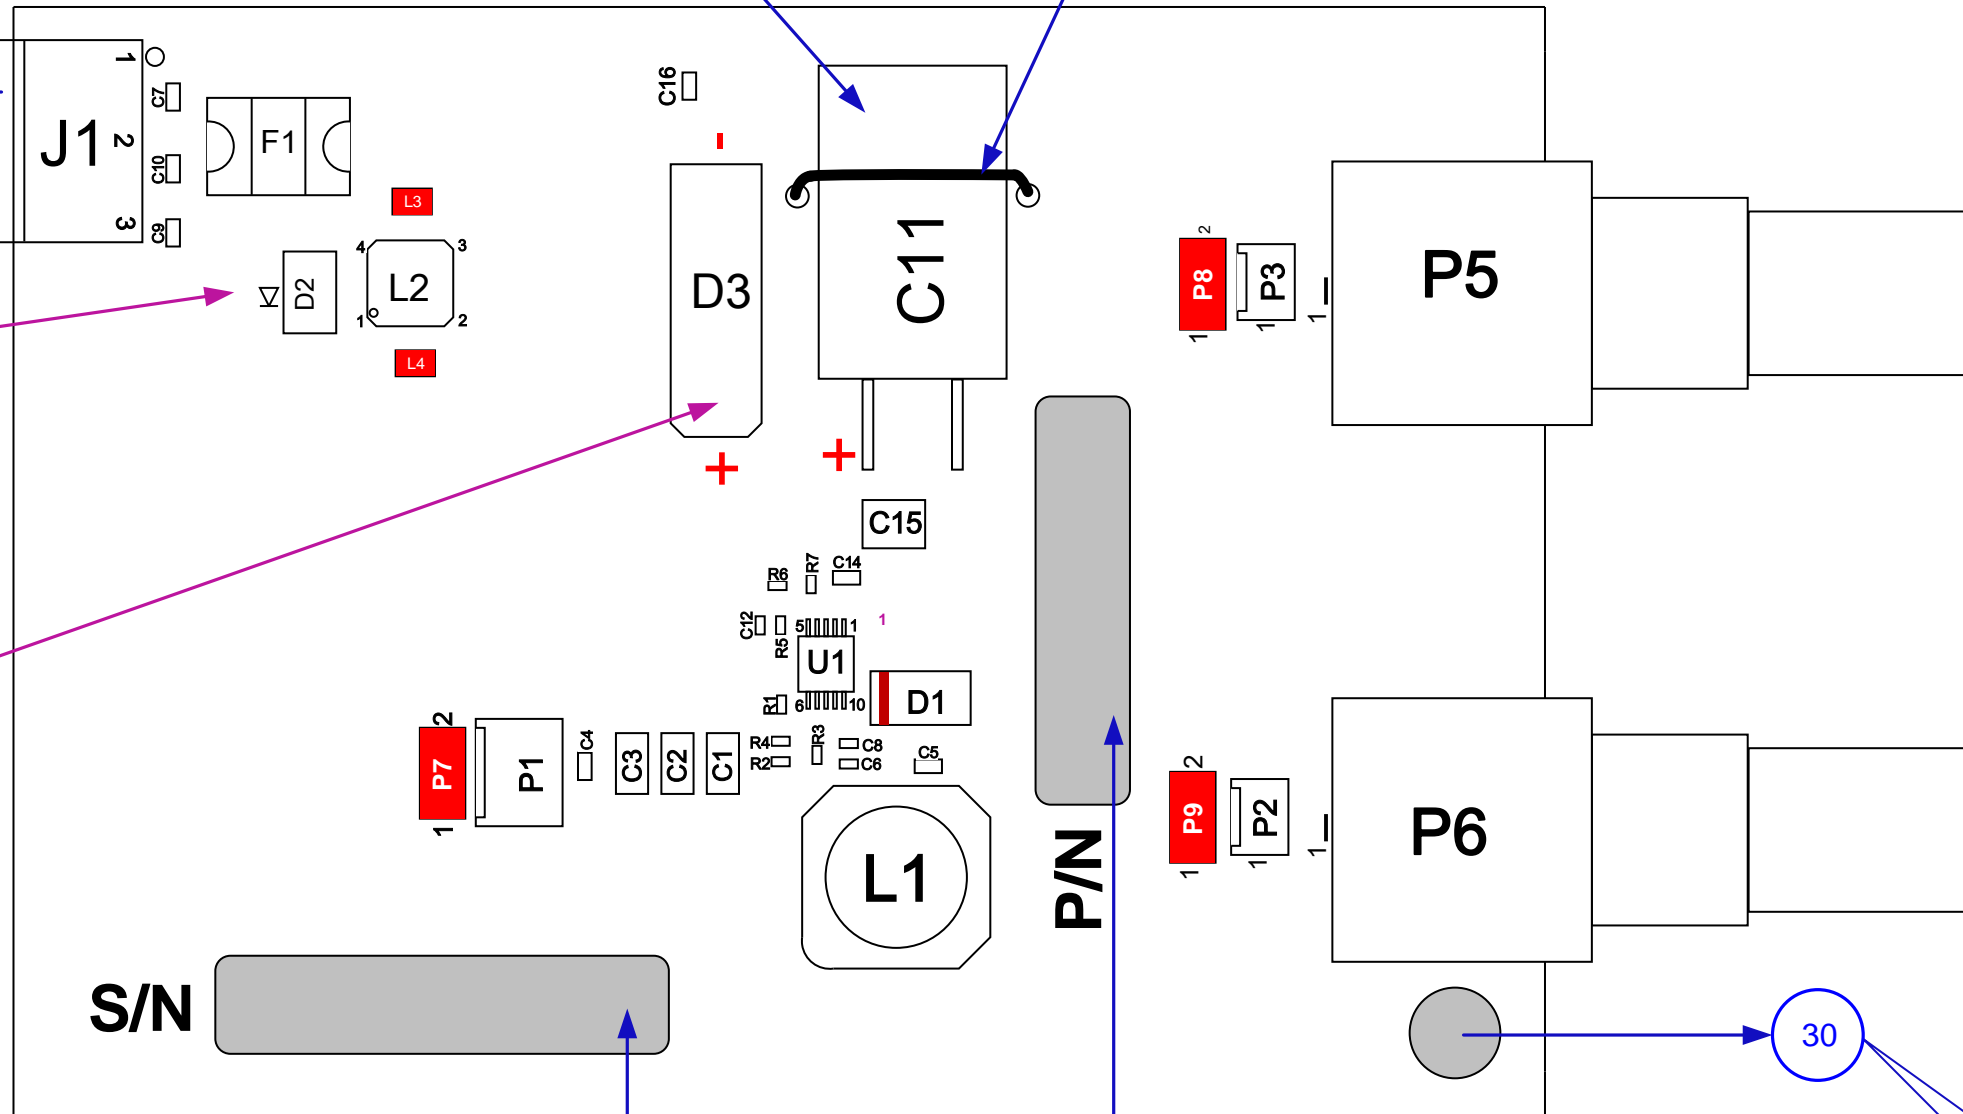 1
C7
J1
2
C10
3
C9
F1
L3
4
3
D2
L2
1
2
L4
C16
-
D3
+
C11
+
C15
R6
R7
C14
C12
R5
5
1
1
U1
R1
6
10
D1
R4
R2
R3
C8
C6
C5
2
P7
1
P1
C4
C3
C2
C1
L1
P/N
S/N
2
P8
1
P3
1
1
P5
2
P9
1
P2
1
1
P6
30